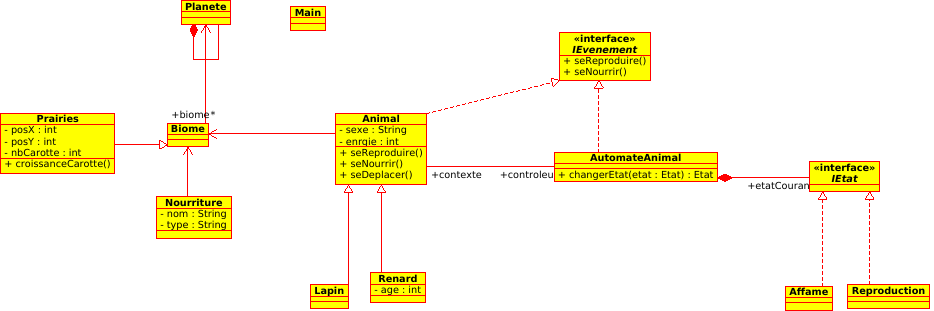 Planete
Main
«interface»
IEvenement
+ seReproduire()
+ seNourrir()
+biome*
Prairies
- posX : int
- posY : int
- nbCarotte : int
+ croissanceCarotte()
Biome
Animal
- sexe : String
- enrgie : int
+ seReproduire()
+ seNourrir()
+ seDeplacer()
+contexte
+controleu
AutomateAnimal
+ changerEtat(etat : Etat) : Etat
+etatCouran
«interface»
IEtat
Nourriture
- nom : String
- type : String
Lapin
Renard
- age : int
Affame
Reproduction